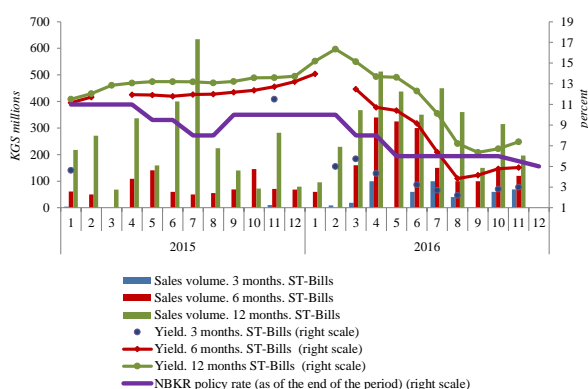 700
600
500
400
300
200
100
0
KGS millions
19
17
15
13
11
9
7
5
3
1
percent
1 2 3 4 5 6 7 8 9 10 11 12 1 2 3 4 5 6 7 8 9 10 11 12
2015 2016
Sales volume. 3 months. ST-Bills
Sales volume. 6 months. ST-Bills
Sales volume. 12 months. ST-Bills
Yield. 3 months. ST-Bills (right scale)
Yield. 6 months. ST-Bills (right scale)
Yield. 12 months ST-Bills (right scale)
NBKR policy rate (as of the end of the period) (right scale)